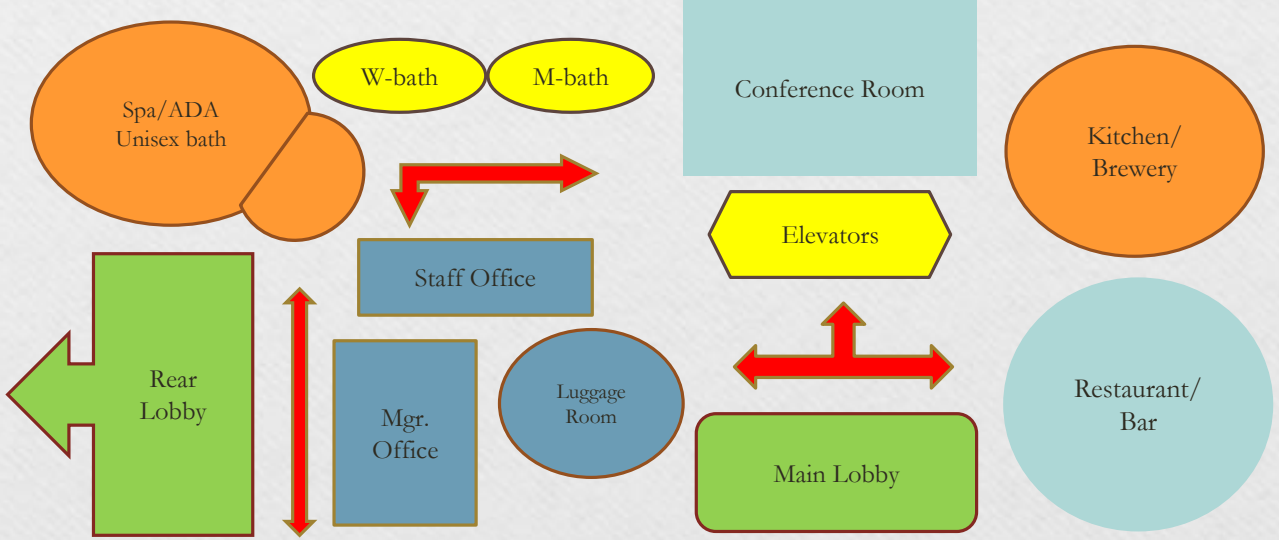 W-bath
M-bath
Conference Room
Spa/ADA
Unisex bath
Kitchen/
Brewery
Elevators
Staff Office
Rear
Lobby
Mgr.
Office
Luggage
Room
Restaurant/
Bar
Main Lobby